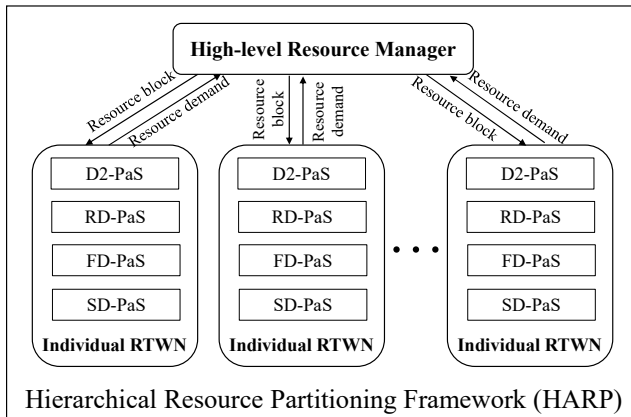 High-level Resource Manager
Resource block
Resource demand
Resource
block
Resource
demand
Resource demand
Resource block
D2-PaS
RD-PaS
FD-PaS
SD-PaS
Individual RTWN
D2-PaS
RD-PaS
FD-PaS
SD-PaS
Individual RTWN
• • •
D2-PaS
RD-PaS
FD-PaS
SD-PaS
Individual RTWN
Hierarchical Resource Partitioning Framework (HARP)